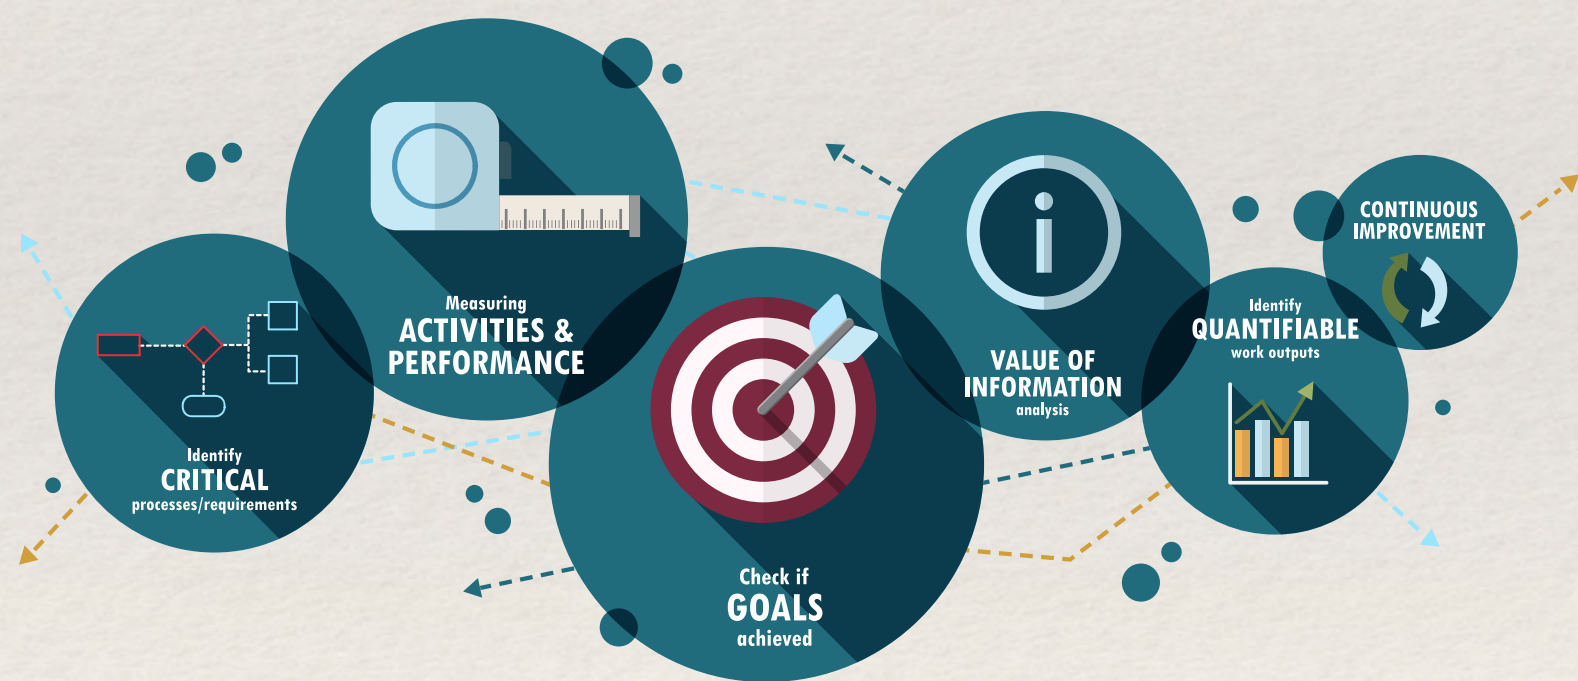 Identify
CRITICAL
processes/requirements
Measuring
ACTIVITIES &
PERFORMANCE
Check if
GOALS
achieved
VALUE OF
INFORMATION
analysis
Identify
QUANTIFIABLE
work outputs
CONTINUOUS
IMPROVEMENT